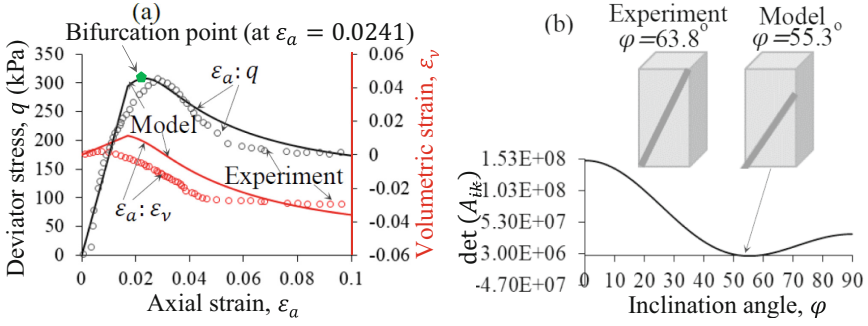 (a)
Bifurcation point (at εₐ = 0.0241)
350
300
250
200
150
100
50
0
Deviator stress, q (kPa)
0.06
0.04
0.02
0
-0.02
-0.04
-0.06
Volumetric strain, εᵥ
εₐ: q
Model
Experiment
εₐ: εᵥ
0 0.02 0.04 0.06 0.08 0.1
Axial strain, εₐ
(b)
Experiment
φ=63.8°
Model
φ=55.3°
1.53E+08
1.03E+08
5.30E+07
3.00E+06
-4.70E+07
det (Aᵢₖ)
0 10 20 30 40 50 60 70 80 90
Inclination angle, φ